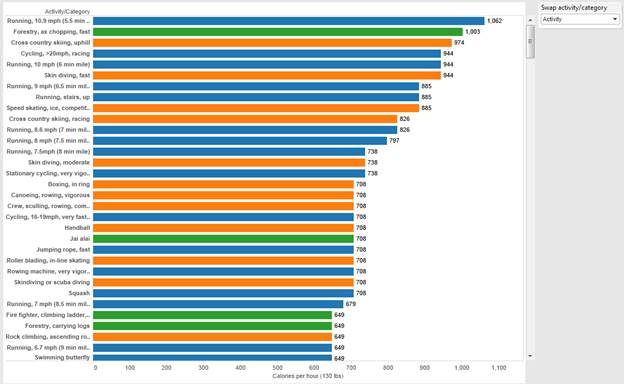 Activity/Category
Swap activity/category
Activity
Running, 10.9 mph (5.5 min .. 1,062
Forestry, ax chopping, fast 1,003
Cross country skiing, uphill 974
Cycling, >20mph, racing 944
Running, 10 mph (6 min mile) 944
Skin diving, fast 944
Running, 9 mph (6.5 min mil.. 885
Running, stairs, up 885
Speed skating, ice, competit.. 885
Cross country skiing, racing 826
Running, 8.6 mph (7 min mil.. 826
Running, 8 mph (7.5 min mil.. 797
Running, 7.5mph (8 min mile) 738
Skin diving, moderate 738
Stationary cycling, very vigo.. 738
Boxing, in ring 708
Canoeing, rowing, vigorous 708
Crew, sculling, rowing, com.. 708
Cycling, 16-19mph, very fast.. 708
Handball 708
Jai alai 708
Jumping rope, fast 708
Roller blading, in-line skating 708
Rowing machine, very vigor.. 708
Skindiving or scuba diving 708
Squash 708
Running, 7 mph (8.5 min mil.. 679
Fire fighter, climbing ladder,.. 649
Forestry, carrying logs 649
Rock climbing, ascending ro.. 649
Running, 6.7 mph (9 min mil.. 649
Swimming butterfly 649
0 100 200 300 400 500 600 700 800 900 1,000 1,100
Calories per hour (130 lbs)